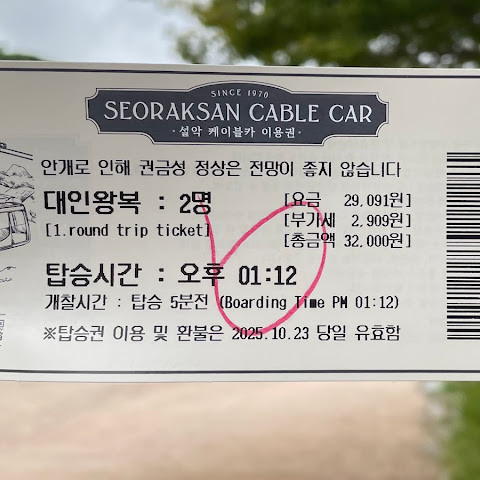 SINCE 1970
SEORAKSAN CABLE CAR
· 설악 케이블카 이용권 ·
안개로 인해 권금성 정상은 전망이 좋지 않습니다
대인왕복 : 2명
[1.round trip ticket]
[요금 29,091원]
[부가세 2,909원]
[총금액 32,000원]
탑승시간 : 오후 01:12
개찰시간 : 탑승 5분전 (Boarding Time PM 01:12)
※탑승권 이용 및 환불은 2025.10.23 당일 유효함